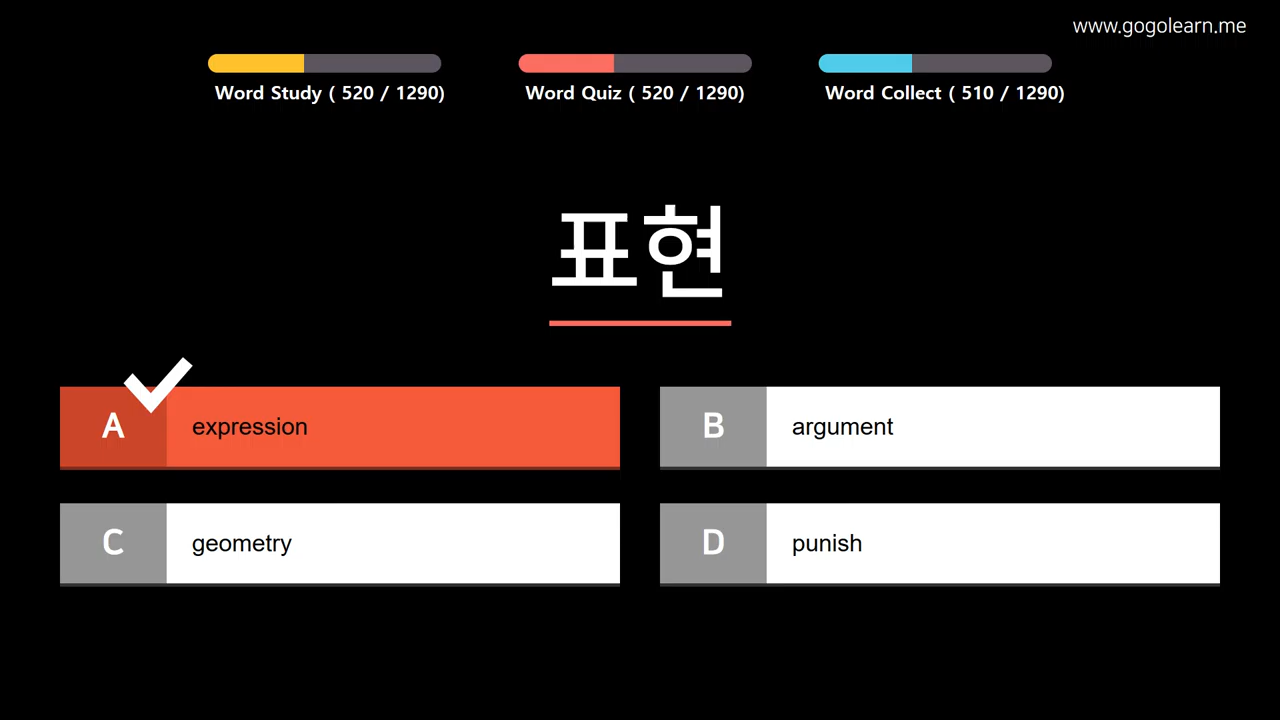 www.gogolearn.me
Word Study ( 520 / 1290)
Word Quiz ( 520 / 1290)
Word Collect ( 510 / 1290)
표현
A expression
B argument
C geometry
D punish